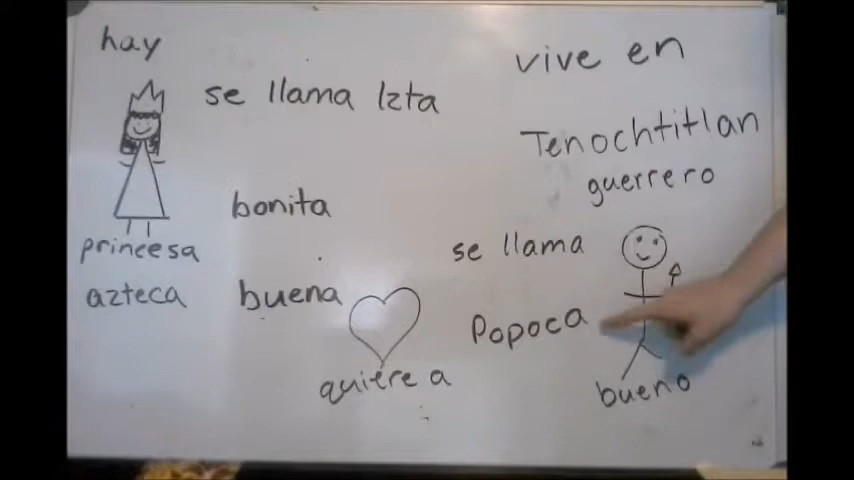 hay
se llama Izta
princesa
azteca
bonita
buena
quiere a
vive en
Tenochtitlan
guerrero
se llama
Popoca
bueno